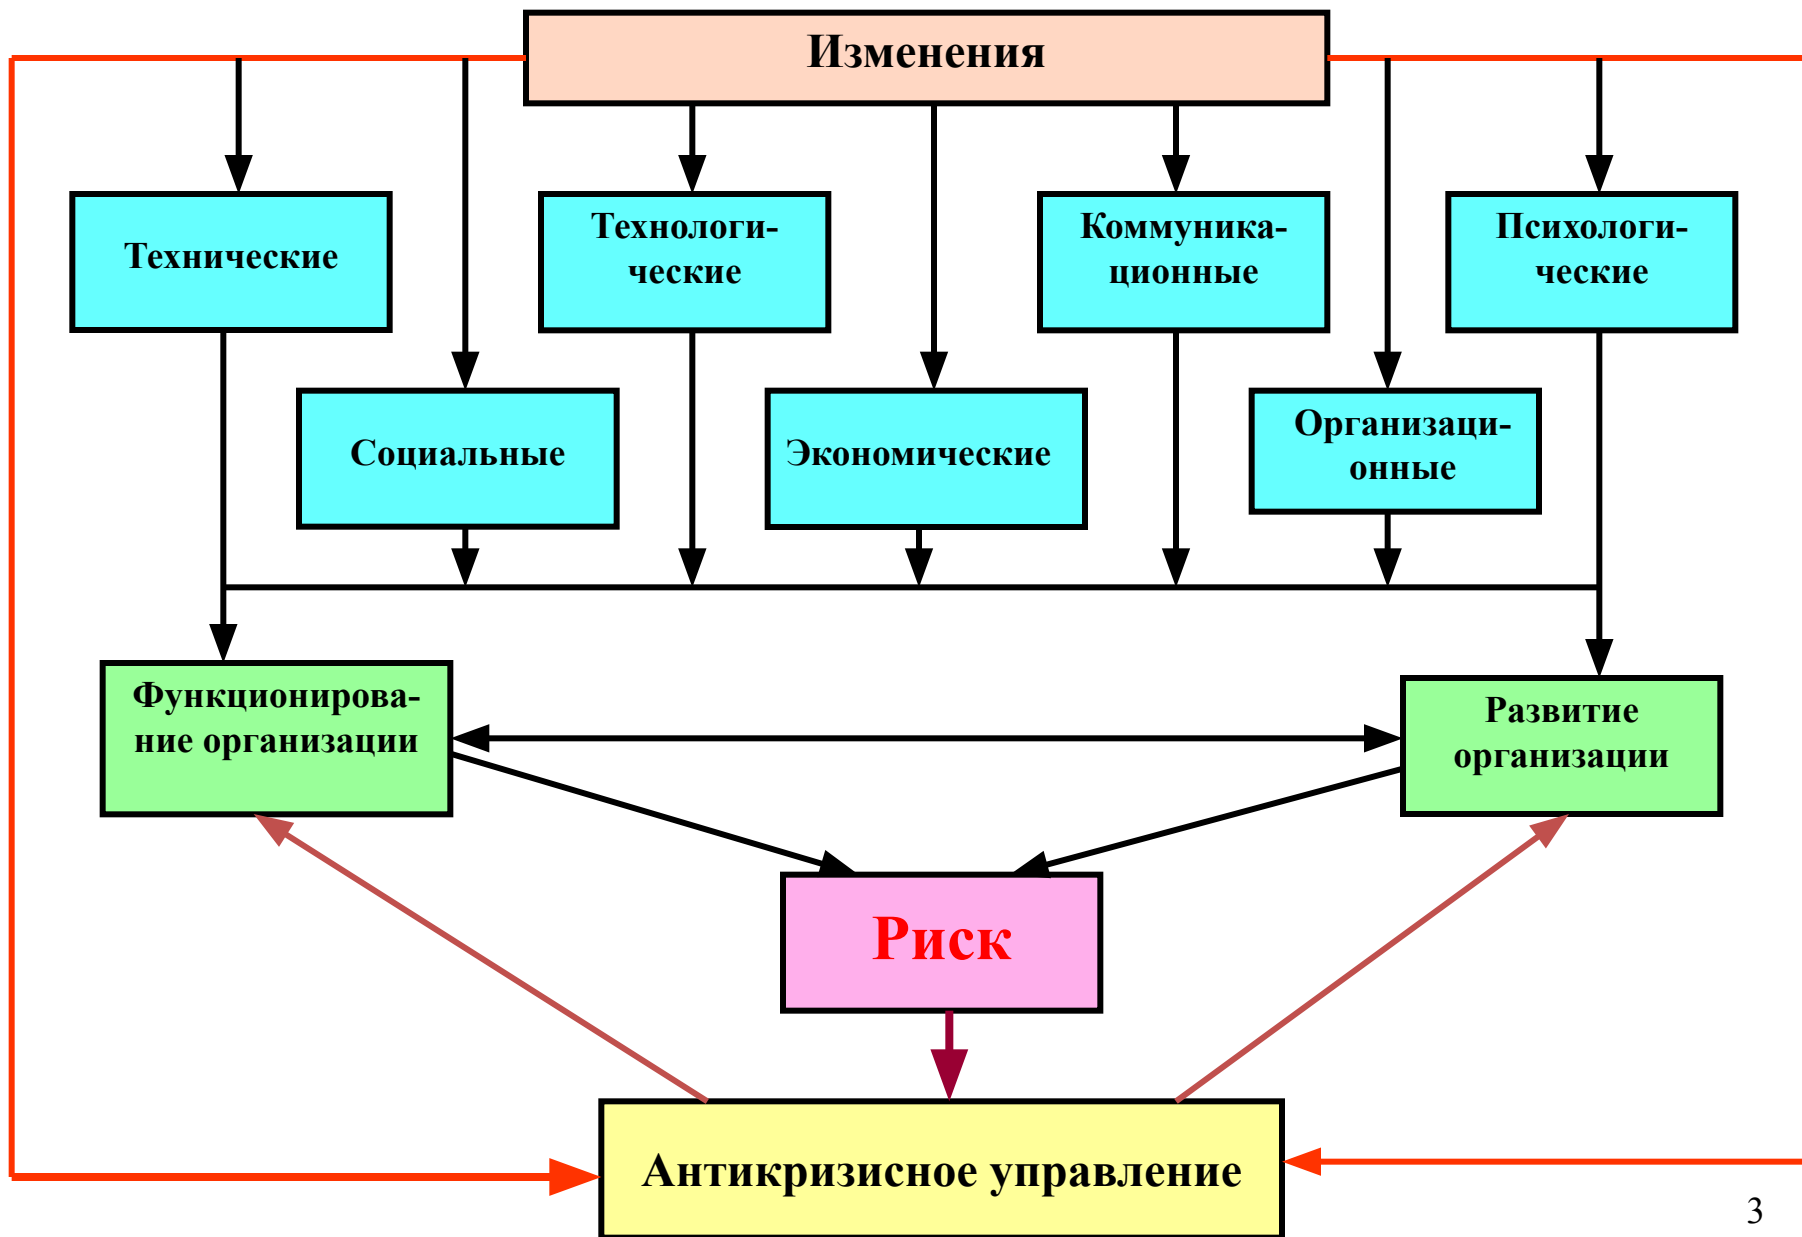 Изменения
Технические
Технологи-
ческие
Коммуника-
ционные
Психологи-
ческие
Социальные
Экономические
Организаци-
онные
Функционирова-
ние организации
Развитие
организации
Риск
Антикризисное управление
3